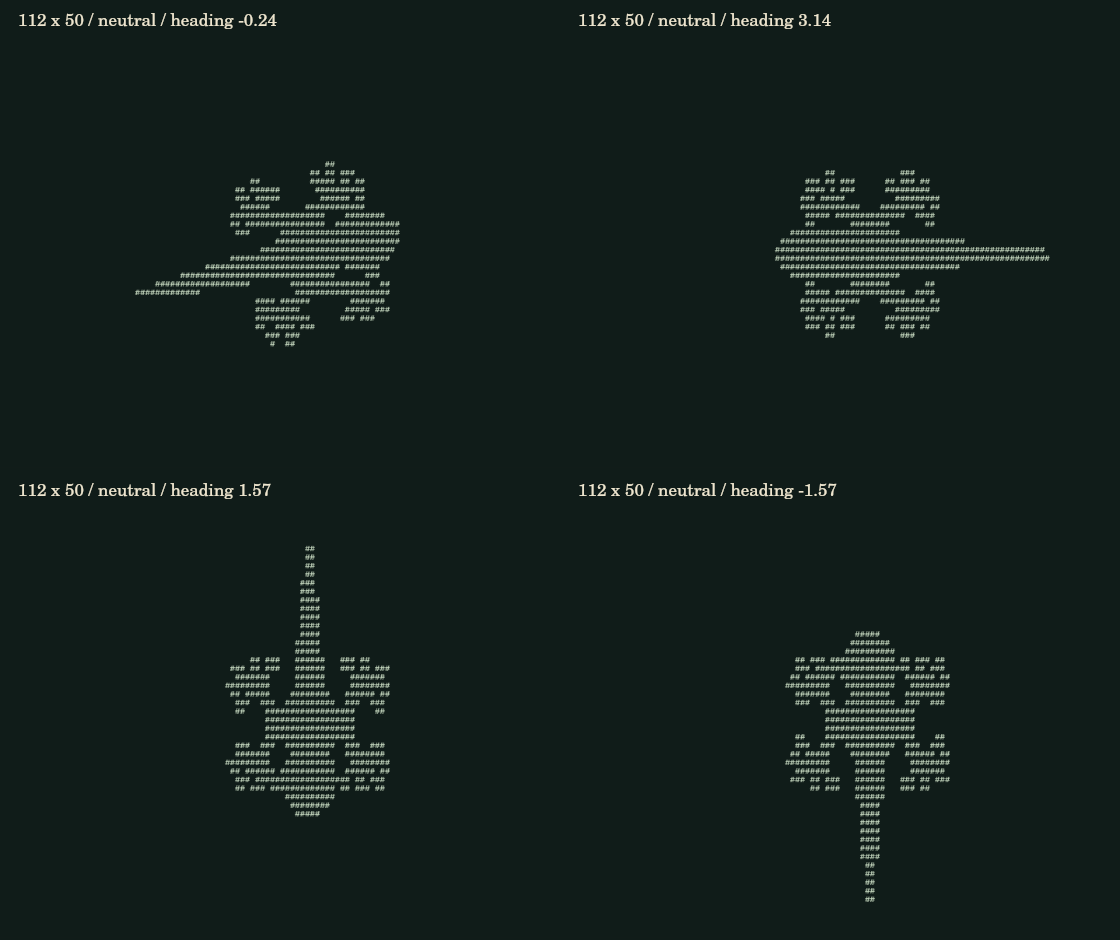 112 x 50 / neutral / heading -0.24
112 x 50 / neutral / heading 3.14
112 x 50 / neutral / heading 1.57
112 x 50 / neutral / heading -1.57